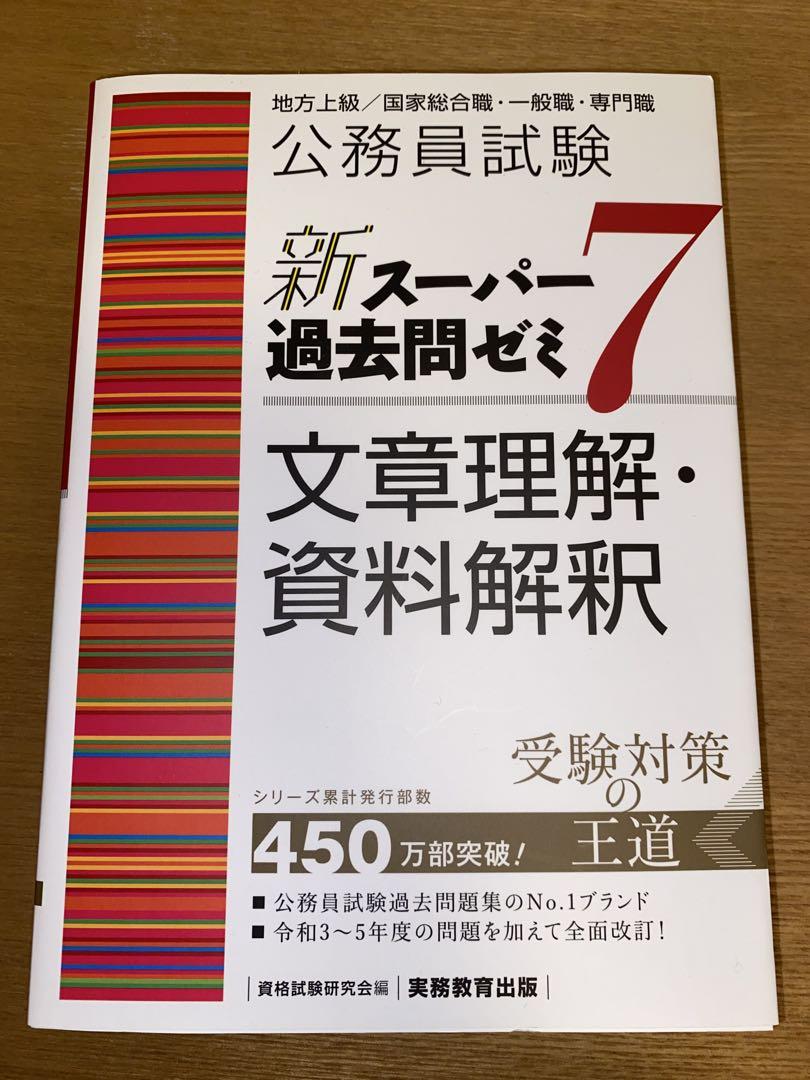 地方上級/国家総合職・一般職・専門職
公務員試験
新スーパー
過去問ゼミ7
文章理解・
資料解釈
受験対策
の
王道
シリーズ累計発行部数
450万部突破!
■ 公務員試験過去問題集のNo.1ブランド
■ 令和3〜5年度の問題を加えて全面改訂!
|資格試験研究会編|実務教育出版|